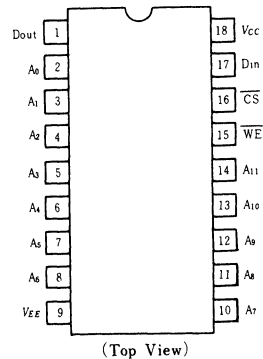 Dout 1 18 Vcc
A0 2 17 Din
A1 3 16 CS
A2 4 15 WE
A3 5 14 A11
A4 6 13 A10
A5 7 12 A9
A6 8 11 A8
VEE 9 10 A7
(Top View)